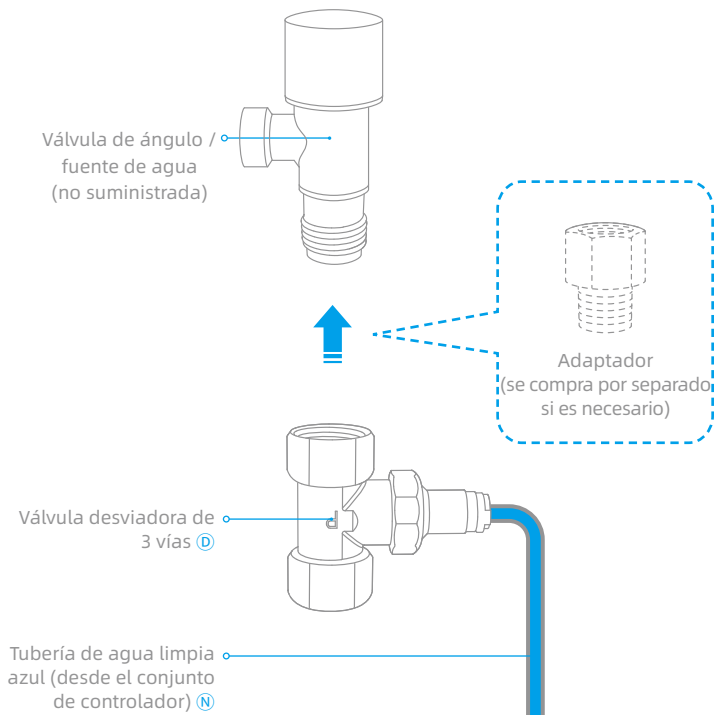 Válvula de ángulo /
fuente de agua
(no suministrada)
Adaptador
(se compra por separado
si es necesario)
Válvula desviadora de
3 vías Ⓓ
Tubería de agua limpia
azul (desde el conjunto
de controlador) Ⓝ